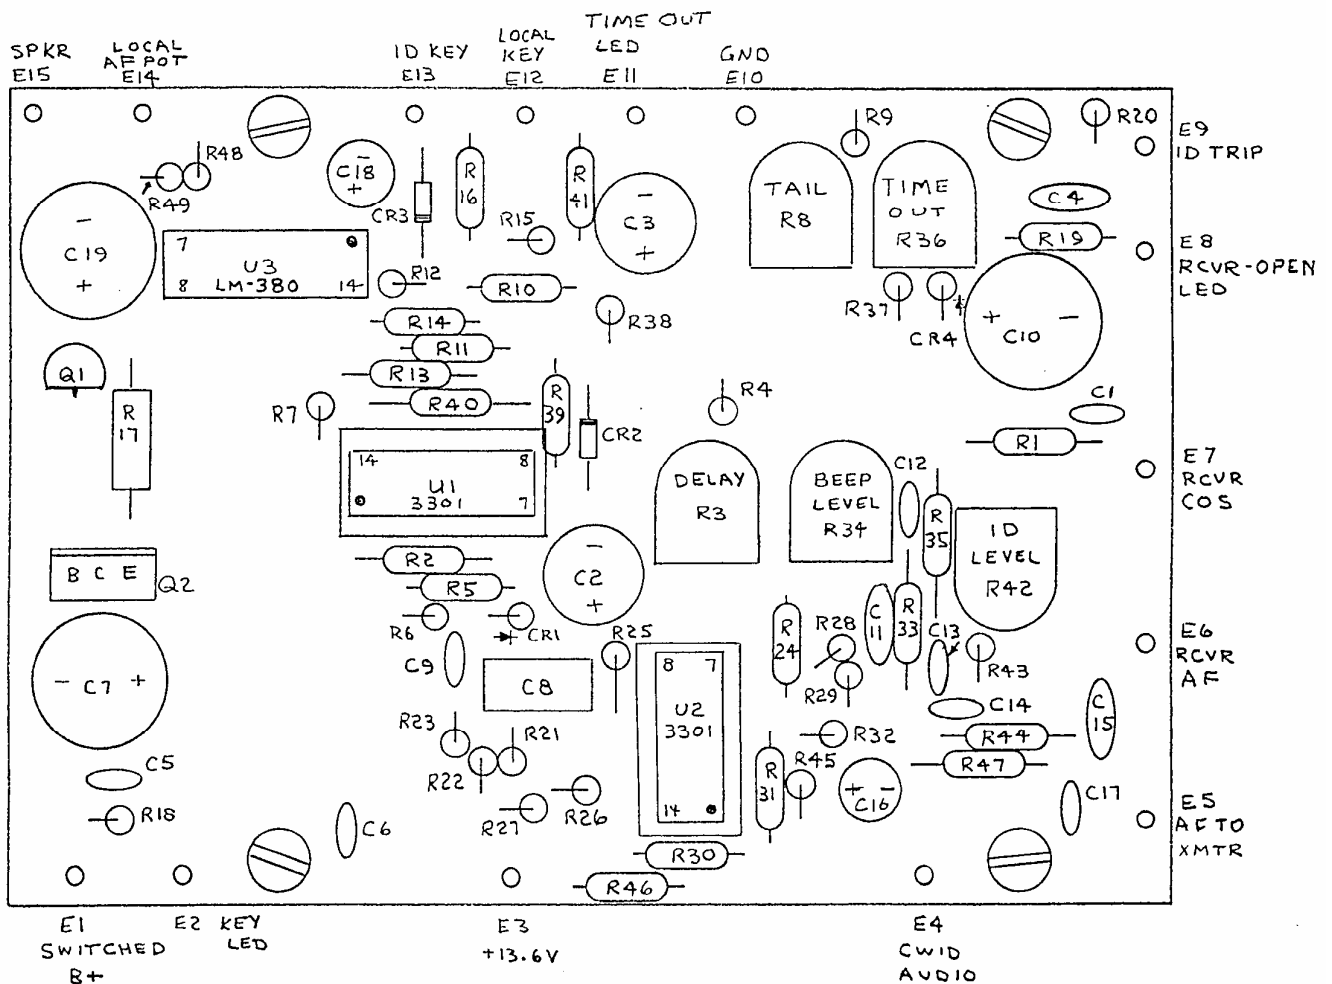 TIME OUT
LED
E11
SPKR
E15
LOCAL
AF POT
E14
ID KEY
E13
LOCAL
KEY
E12
GND
E10
R9
R20
E9
ID TRIP
R48
R49
C18
- +
CR3
R
16
R
41
R15
C3
- +
TAIL
R8
TIME
OUT
R36
C4
R19
E8
RCVR-OPEN
LED
-
C19
+
7
8
U3
LM-380
14
R12
R10
R38
R37
CR4
+ C10 -
R14
R11
R13
R40
Q1
R
17
R7
R
39
CR2
R4
C1
R1
14
8
U1
3301
7
DELAY
R3
BEEP
LEVEL
R34
C12
R
35
ID
LEVEL
R42
E7
RCVR
COS
B C E
Q2
R2
R5
-
C2
+
R6
CR1
C9
C8
R25
8 7
U2
3301
14
R
24
R28
R29
C
11
R
33
C13
R43
E6
RCVR
AF
- C7 +
R23
R22
R21
C14
C
15
R32
R44
R47
C5
R18
C6
R27
R26
R
31
R45
+ -
C16
C17
E5
AF TO
XMTR
R30
R46
E1
SWITCHED
B+
E2 KEY
LED
E3
+13.6V
E4
CWID
AUDIO